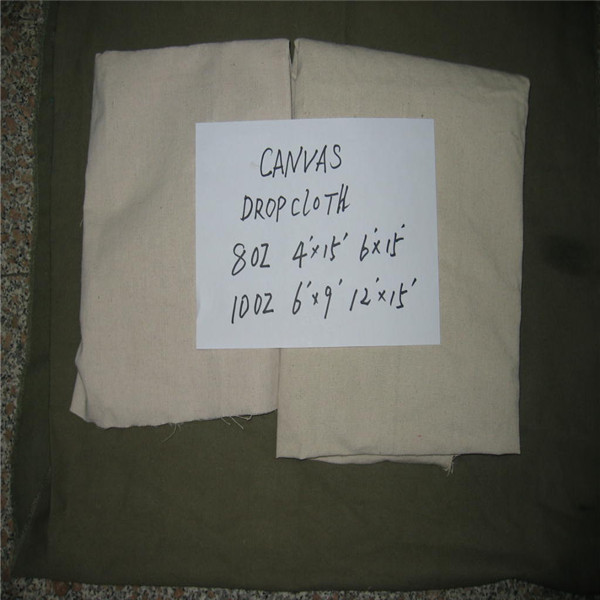 CANVAS
DROPCLOTH
8OZ 4'x15' 6'x15'
10OZ 6'x9' 12'x15'